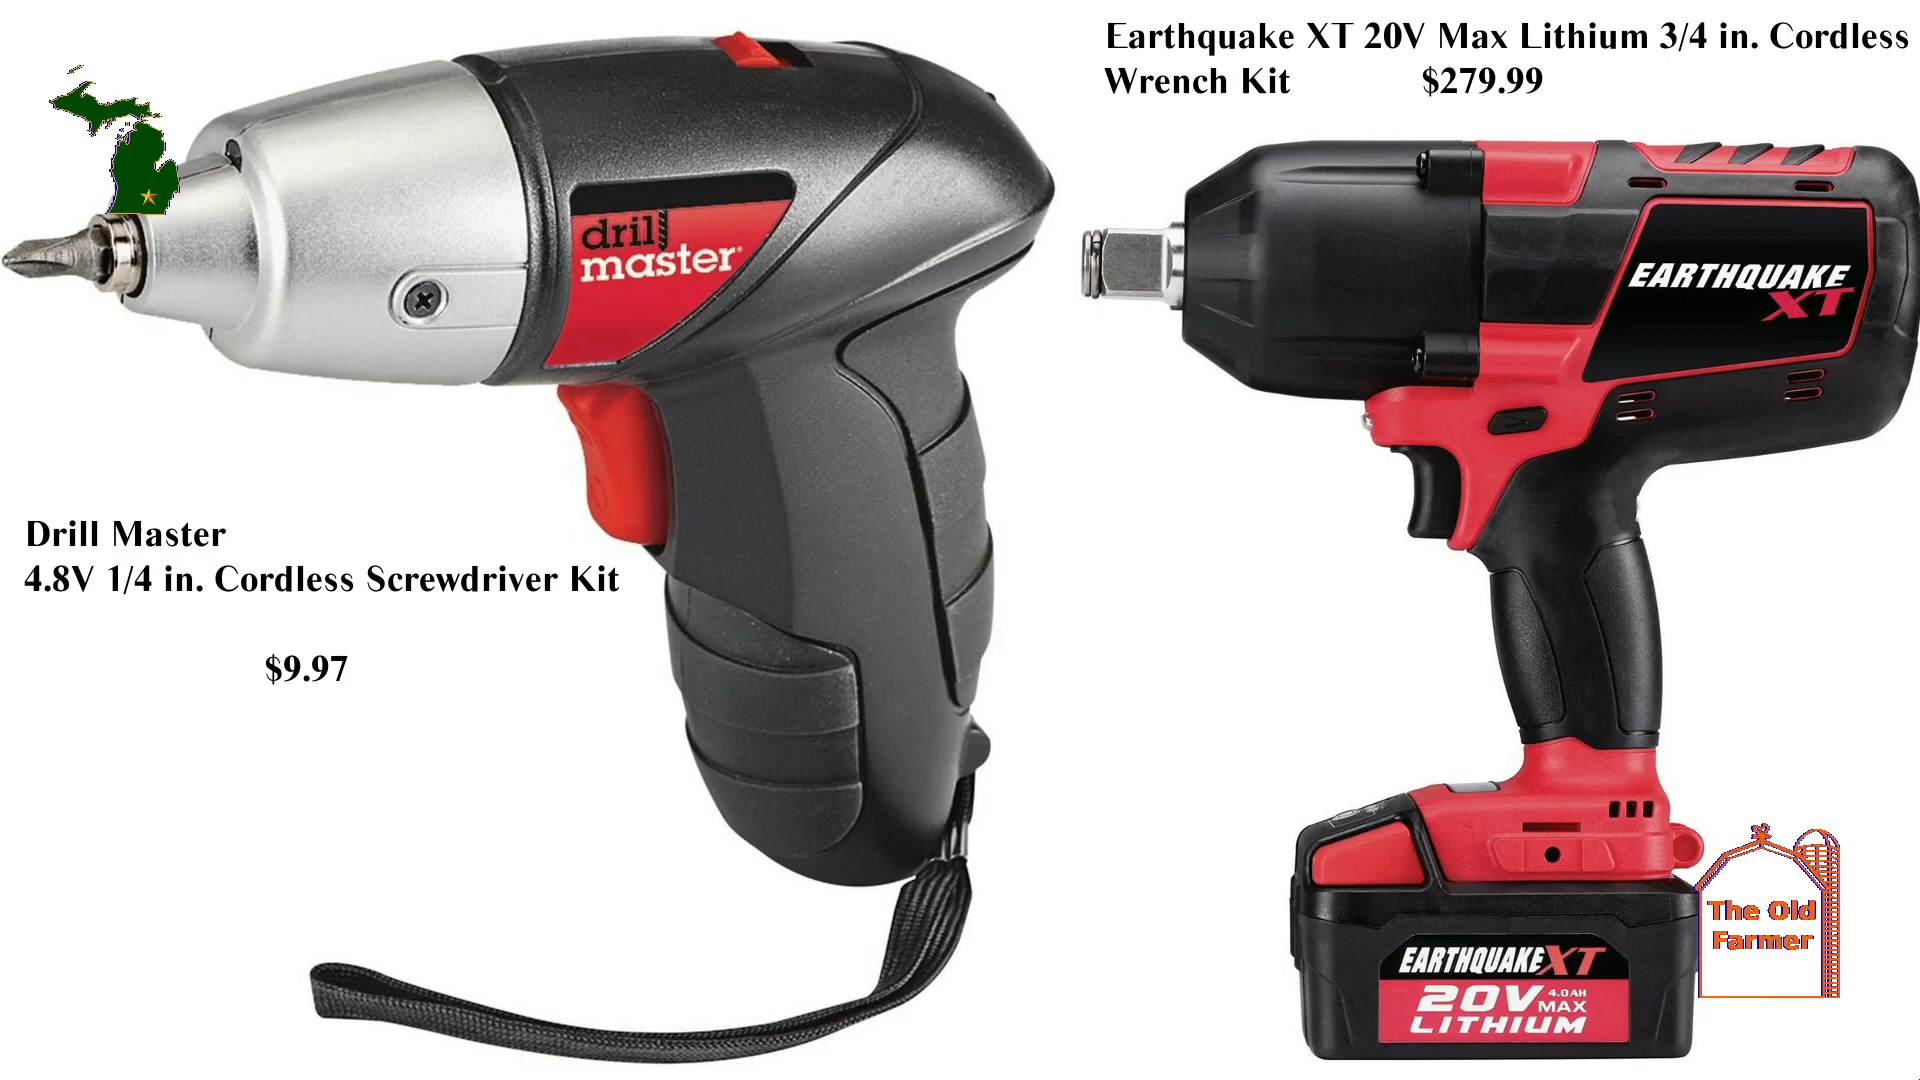 Earthquake XT 20V Max Lithium 3/4 in. Cordless
Wrench Kit $279.99
drill
master®
EARTHQUAKE
XT
Drill Master
4.8V 1/4 in. Cordless Screwdriver Kit
$9.97
The Old
Farmer
EARTHQUAKE XT
20V 4.0AH MAX
LITHIUM